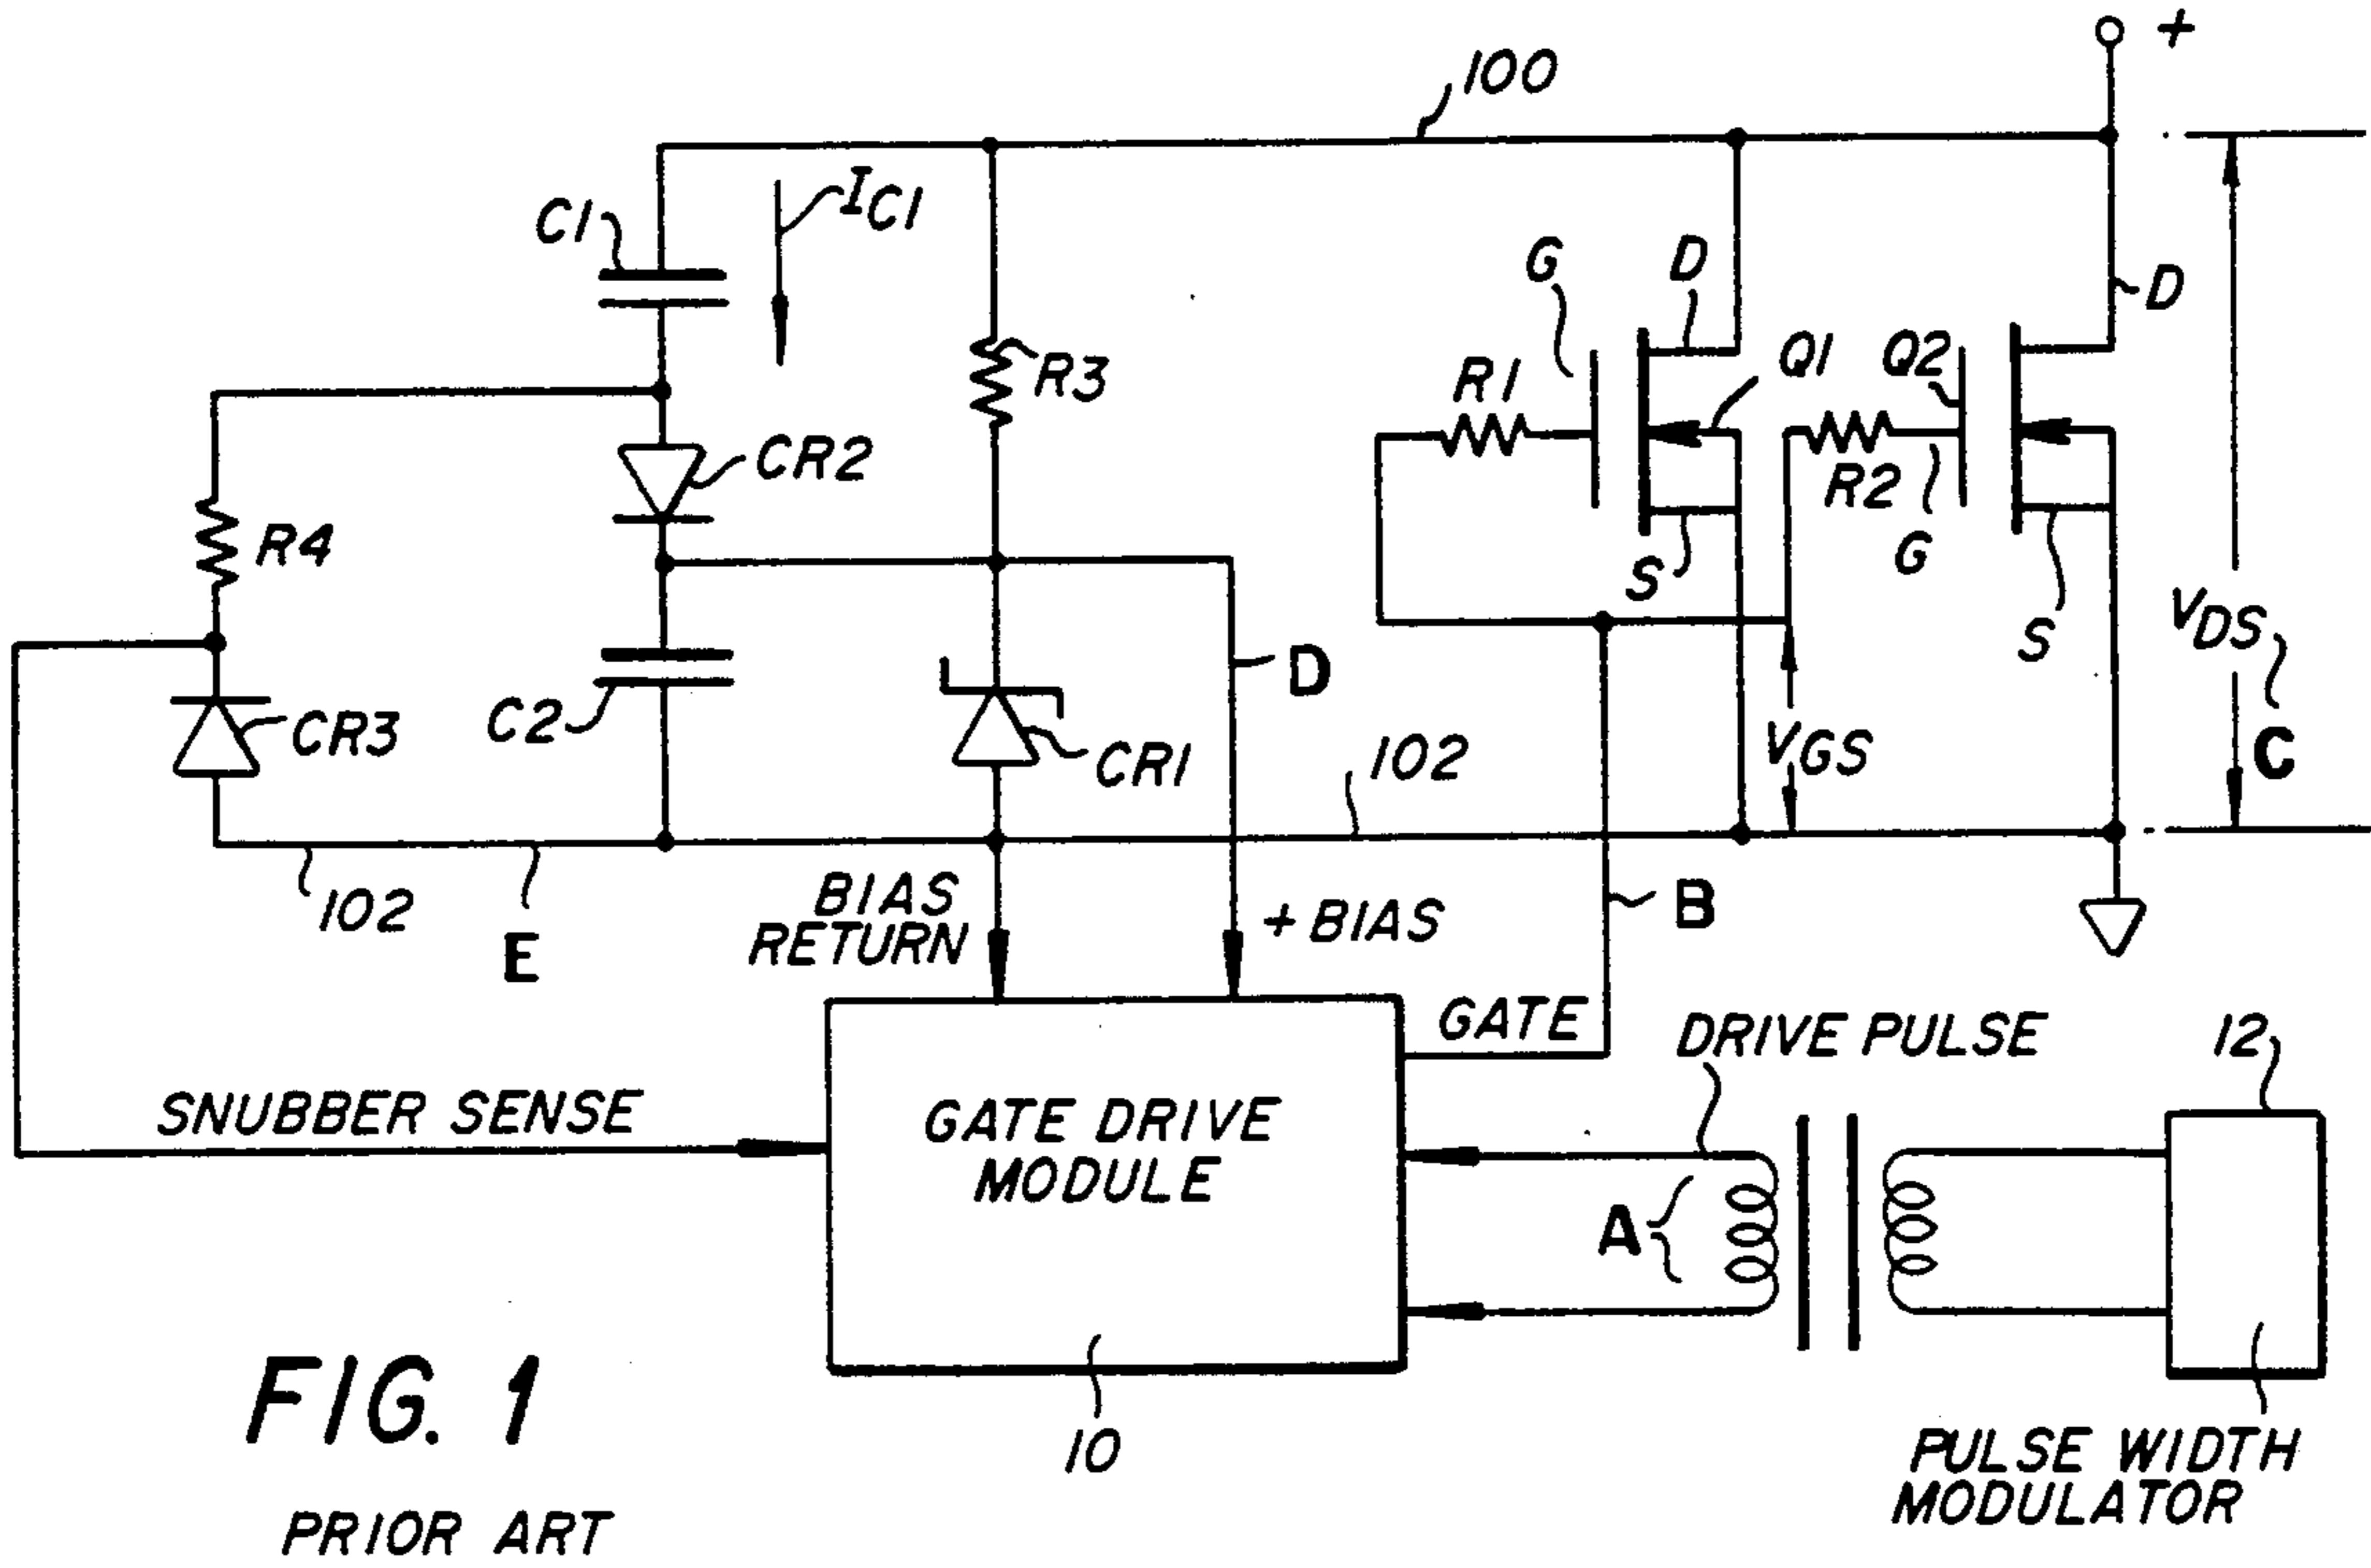 +
100
C1
IC1
G
D
D
R3
R1
Q1
Q2
CR2
R2
R4
S
G
VDS
S
D
C2
CR3
CR1
102
VGS
C
102
E
BIAS
RETURN
+ BIAS
B
GATE
DRIVE PULSE
12
SNUBBER SENSE
GATE DRIVE
MODULE
A
FIG. 1
10
PULSE WIDTH
MODULATOR
PRIOR ART